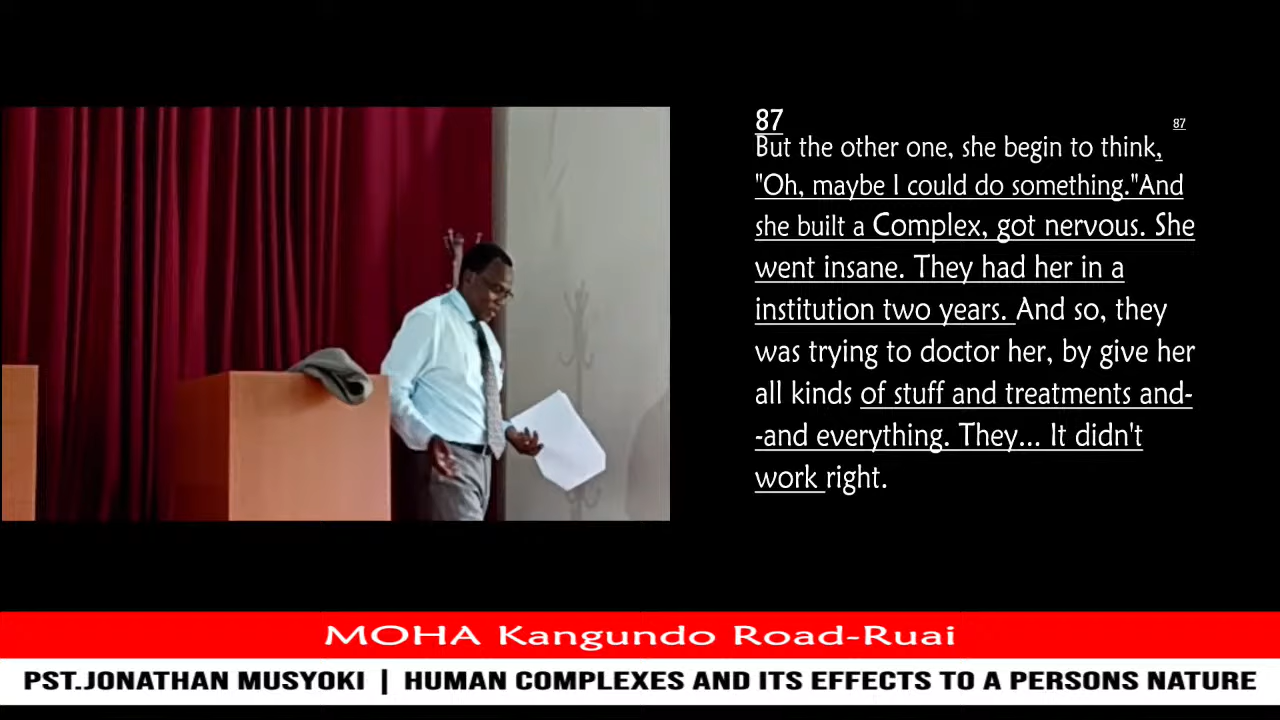 87
87
But the other one, she begin to think,
"Oh, maybe I could do something."And
she built a Complex, got nervous. She
went insane. They had her in a
institution two years. And so, they
was trying to doctor her, by give her
all kinds of stuff and treatments and-
-and everything. They... It didn't
work right.
MOHA Kangundo Road-Ruai
PST.JONATHAN MUSYOKI | HUMAN COMPLEXES AND ITS EFFECTS TO A PERSONS NATURE